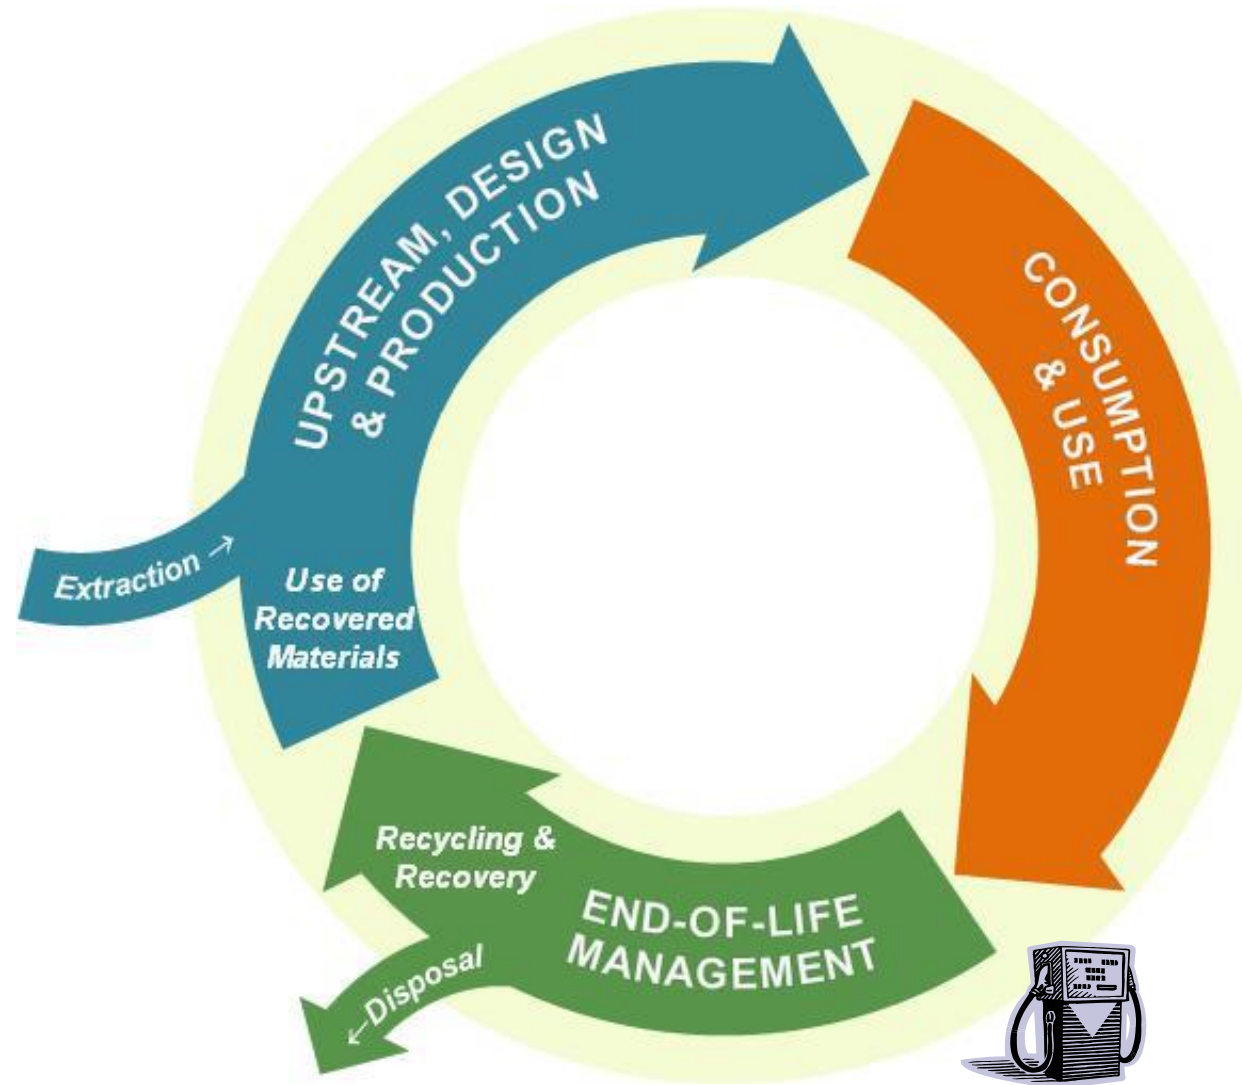 UPSTREAM, DESIGN
& PRODUCTION
CONSUMPTION
& USE
Extraction →
Use of
Recovered
Materials
Recycling &
Recovery
END-OF-LIFE
MANAGEMENT
←Disposal